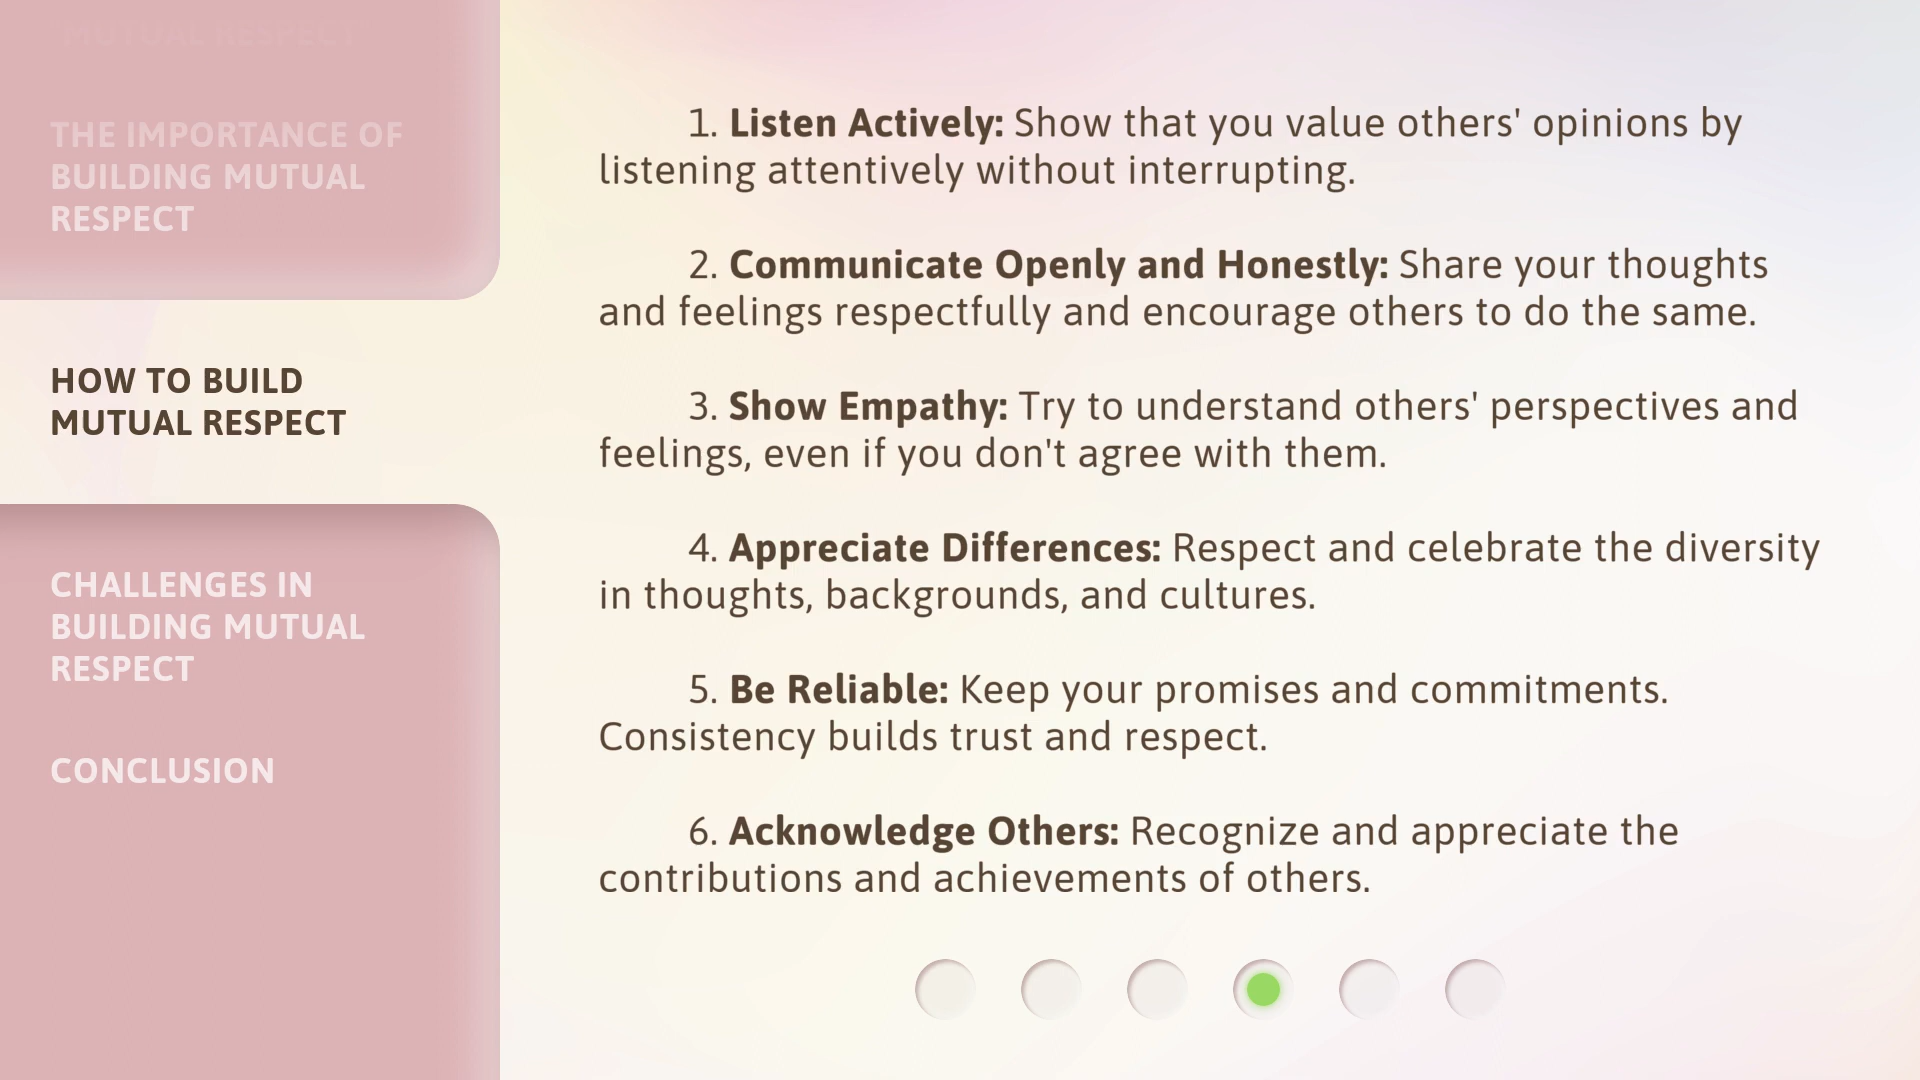 MUTUAL RESPECT
THE IMPORTANCE OF
BUILDING MUTUAL
RESPECT
HOW TO BUILD
MUTUAL RESPECT
CHALLENGES IN
BUILDING MUTUAL
RESPECT
CONCLUSION
1. Listen Actively: Show that you value others' opinions by
listening attentively without interrupting.
2. Communicate Openly and Honestly: Share your thoughts
and feelings respectfully and encourage others to do the same.
3. Show Empathy: Try to understand others' perspectives and
feelings, even if you don't agree with them.
4. Appreciate Differences: Respect and celebrate the diversity
in thoughts, backgrounds, and cultures.
5. Be Reliable: Keep your promises and commitments.
Consistency builds trust and respect.
6. Acknowledge Others: Recognize and appreciate the
contributions and achievements of others.